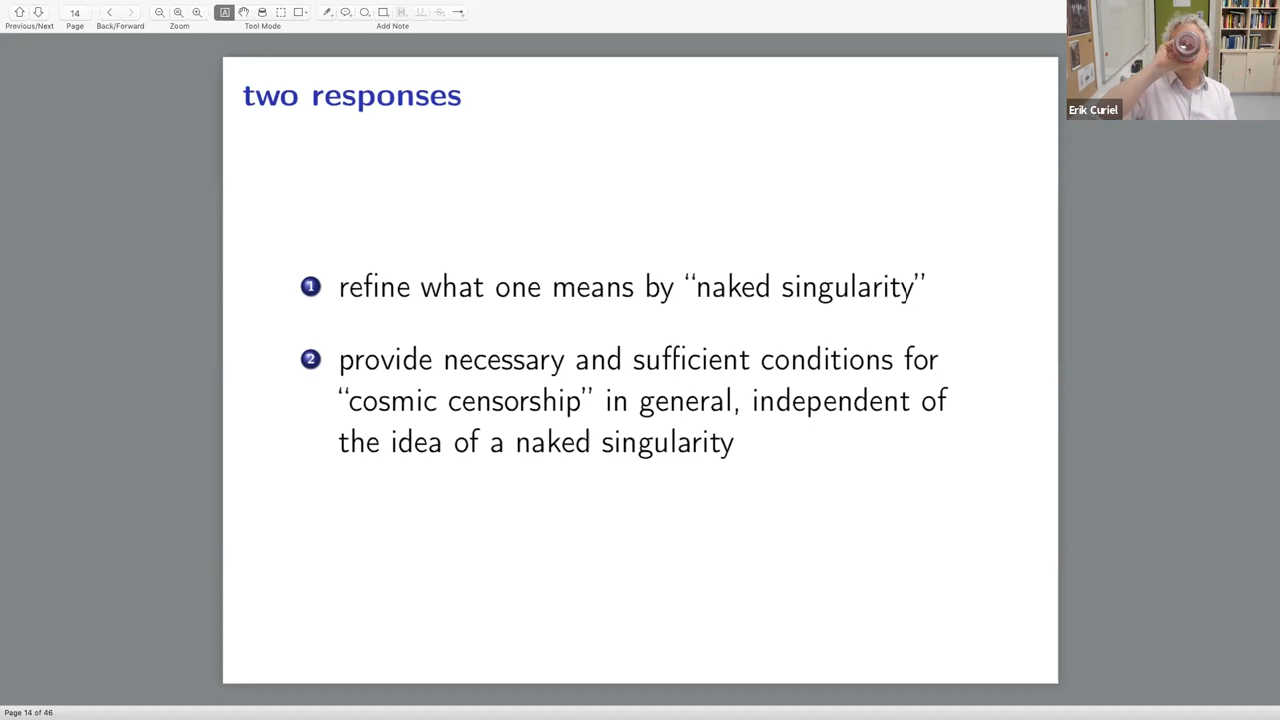 14
Previous/Next
Page
Back/Forward
Zoom
Tool Mode
Add Note
Erik Curiel
two responses
1 refine what one means by “naked singularity”
2 provide necessary and sufficient conditions for
“cosmic censorship” in general, independent of
the idea of a naked singularity
Page 14 of 46